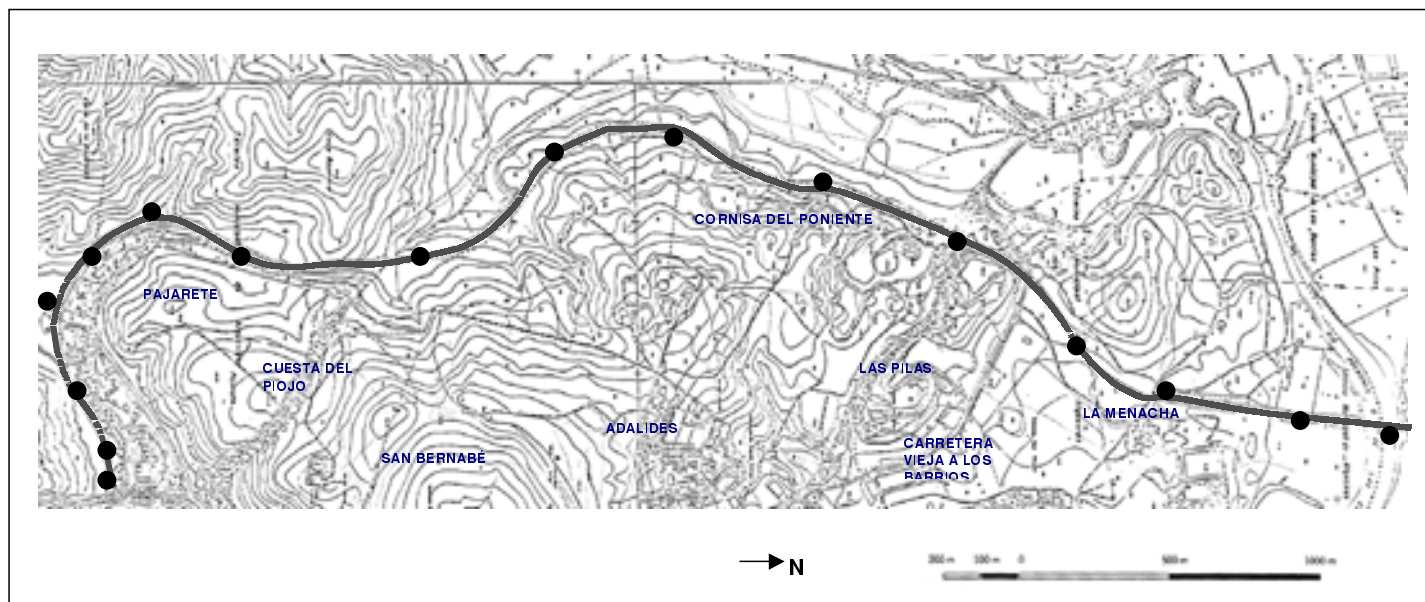 CORNISA DEL PONIENTE
PAJARETE
CUESTA DEL
PIOJO
LAS PILAS
LA MENACHA
ADALIDES
SAN BERNABÉ
CARRETERA
VIEJA A LOS
BARRIOS
N
100 m 0 500 m 1000 m